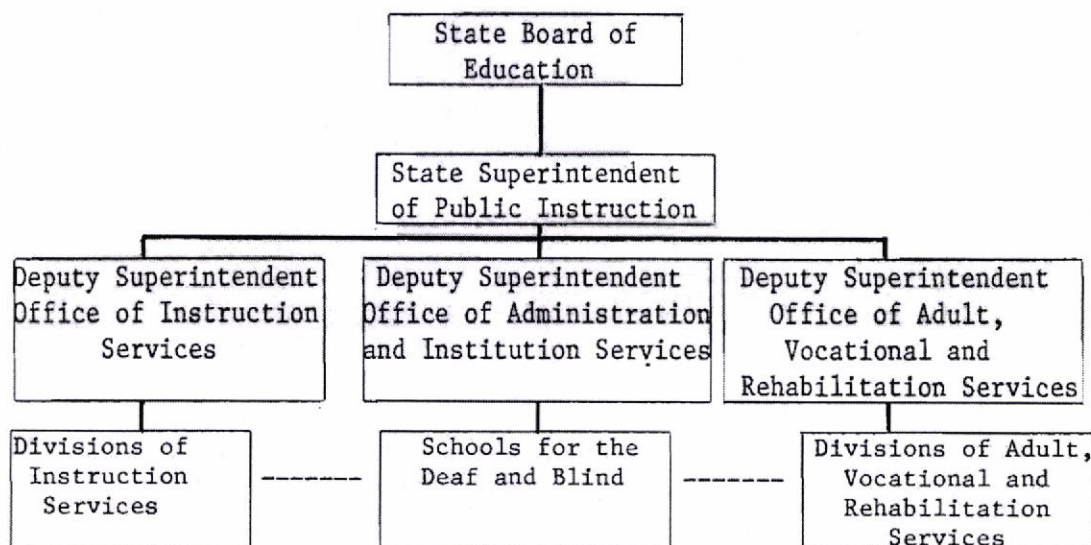 State Board of
Education
State Superintendent
of Public Instruction
Deputy Superintendent
Office of Instruction
Services
Deputy Superintendent
Office of Administration
and Institution Services
Deputy Superintendent
Office of Adult,
Vocational and
Rehabilitation Services
Divisions of
Instruction
Services
Schools for the
Deaf and Blind
Divisions of Adult,
Vocational and
Rehabilitation
Services